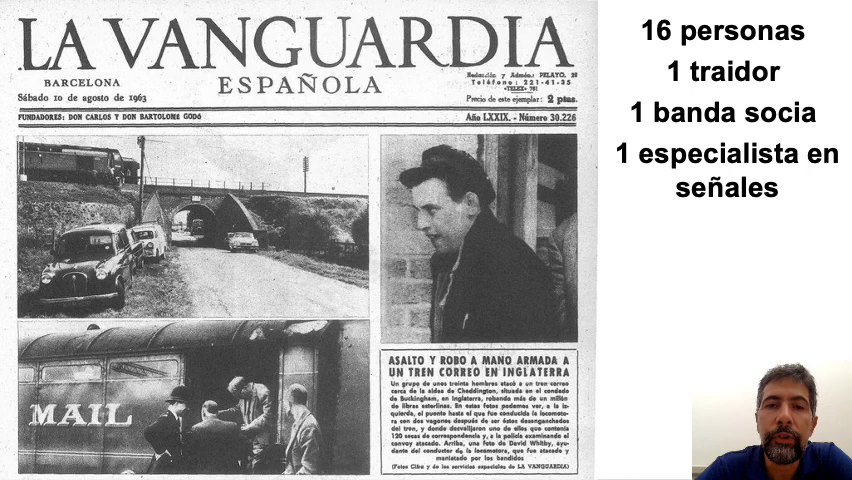 LA VANGUARDIA
BARCELONA
ESPAÑOLA
Redacción y Admón: PELAYO, 28
Teléfono: 221-41-35
«TELEX» 781
Sábado 10 de agosto de 1963
Precio de este ejemplar: 2 ptas.
FUNDADORES: DON CARLOS Y DON BARTOLOMÉ GODÓ
Año LXXIX. - Número 30.226
MAIL
ASALTO Y ROBO A MANO ARMADA A
UN TREN CORREO EN INGLATERRA
Un grupo de unos treinta hombres atacó a un tren correo
cerca de la aldea de Cheddington, situada en el condado
de Buckingham, en Inglaterra, robando más de un millón
de libras esterlinas. En estas fotos podemos ver, a la iz-
quierda, el puente hasta el que fue conducida la locomoto-
ra con dos vagones después de ser éstos desenganchados
del tren, y donde desvalijaron uno de ellos que contenía
120 sacas de correspondencia y, a la policía examinando el
convoy atacado. Arriba, una foto de David Whitby, ayu-
dante del conductor de la locomotora, que fue atacado y
maniatado por los bandidos
(Fotos Cifra y de los servicios especiales de LA VANGUARDIA)
16 personas
1 traidor
1 banda socia
1 especialista en
señales